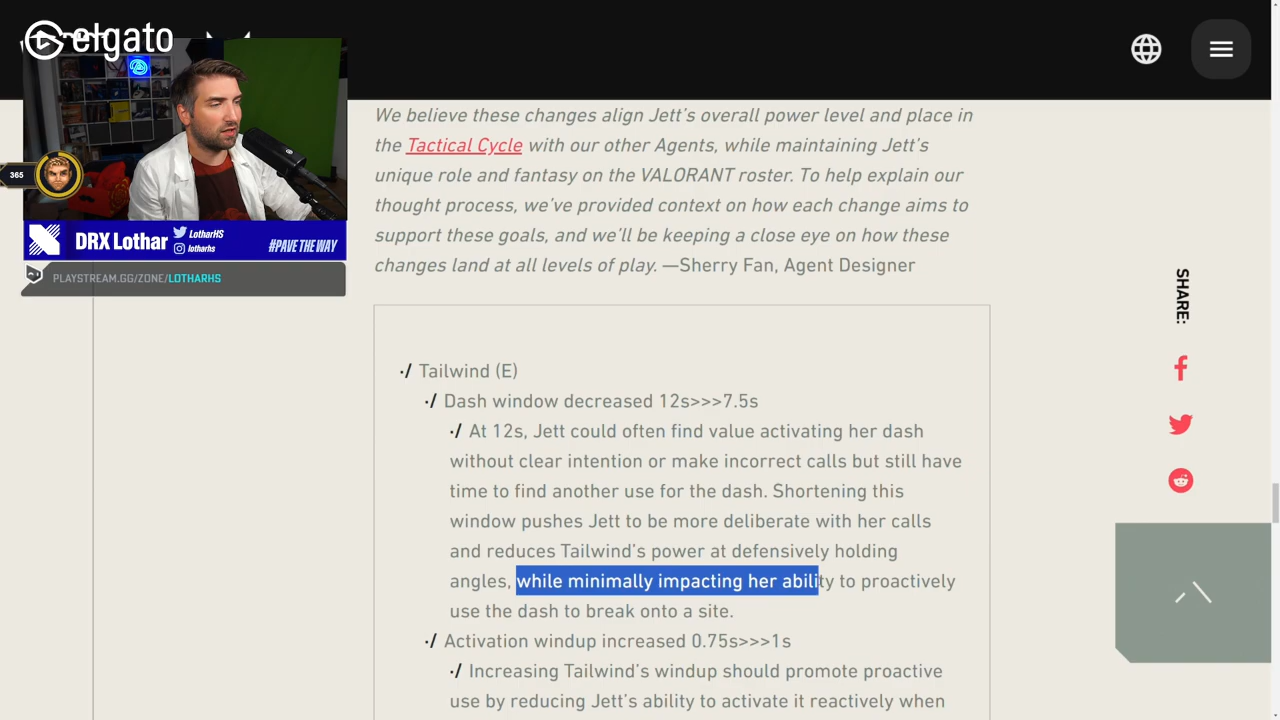 elgato
365
DRX Lothar
LotharHS
lotharhs
#PAVE THE WAY
PLAYSTREAM.GG/ZONE/LOTHARHS
We believe these changes align Jett's overall power level and place in
the Tactical Cycle with our other Agents, while maintaining Jett's
unique role and fantasy on the VALORANT roster. To help explain our
thought process, we've provided context on how each change aims to
support these goals, and we'll be keeping a close eye on how these
changes land at all levels of play. —Sherry Fan, Agent Designer
Tailwind (E)
Dash window decreased 12s>>>7.5s
At 12s, Jett could often find value activating her dash
without clear intention or make incorrect calls but still have
time to find another use for the dash. Shortening this
window pushes Jett to be more deliberate with her calls
and reduces Tailwind's power at defensively holding
angles, while minimally impacting her ability to proactively
use the dash to break onto a site.
Activation windup increased 0.75s>>>1s
Increasing Tailwind's windup should promote proactive
use by reducing Jett's ability to activate it reactively when
SHARE: